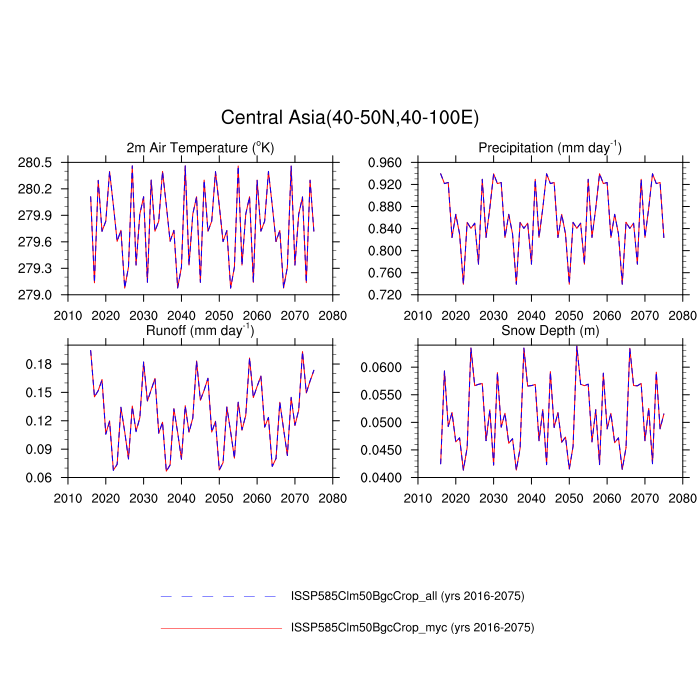 Central Asia(40-50N,40-100E)
2m Air Temperature (°K)
Precipitation (mm day⁻¹)
280.5
280.2
279.9
279.6
279.3
279.0
2010 2020 2030 2040 2050 2060 2070 2080
0.960
0.920
0.880
0.840
0.800
0.760
0.720
2010 2020 2030 2040 2050 2060 2070 2080
Runoff (mm day⁻¹)
Snow Depth (m)
0.18
0.15
0.12
0.09
0.06
2010 2020 2030 2040 2050 2060 2070 2080
0.0600
0.0550
0.0500
0.0450
0.0400
2010 2020 2030 2040 2050 2060 2070 2080
ISSP585Clm50BgcCrop_all (yrs 2016-2075)
ISSP585Clm50BgcCrop_myc (yrs 2016-2075)